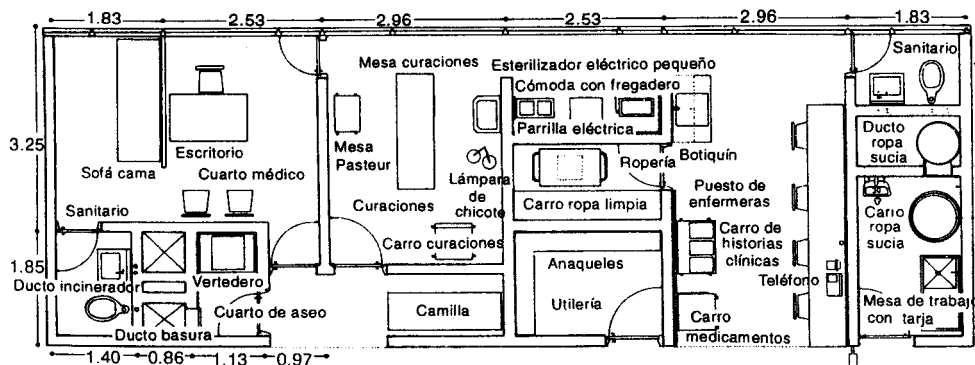 1.83 2.53 2.96 2.53 2.96 1.83
Sanitario
Mesa curaciones
Esterilizador eléctrico pequeño
Cómoda con fregadero
Parrilla eléctrica
3.25
Escritorio
Mesa
Pasteur
Ropería
Botiquín
Ducto
ropa
sucia
Sofá cama
Cuarto médico
Lámpara
de
chicote
Puesto de
enfermeras
Sanitario
Curaciones
Carro ropa limpia
Carro
ropa
sucia
Carro curaciones
Carro de
historias
clínicas
1.85
Ducto incinerador
Vertedero
Anaqueles
Teléfono
Camilla
Utilería
Ducto basura
Cuarto de aseo
Carro
medicamentos
Mesa de trabajo
con tarja
1.40 0.86 1.13 0.97